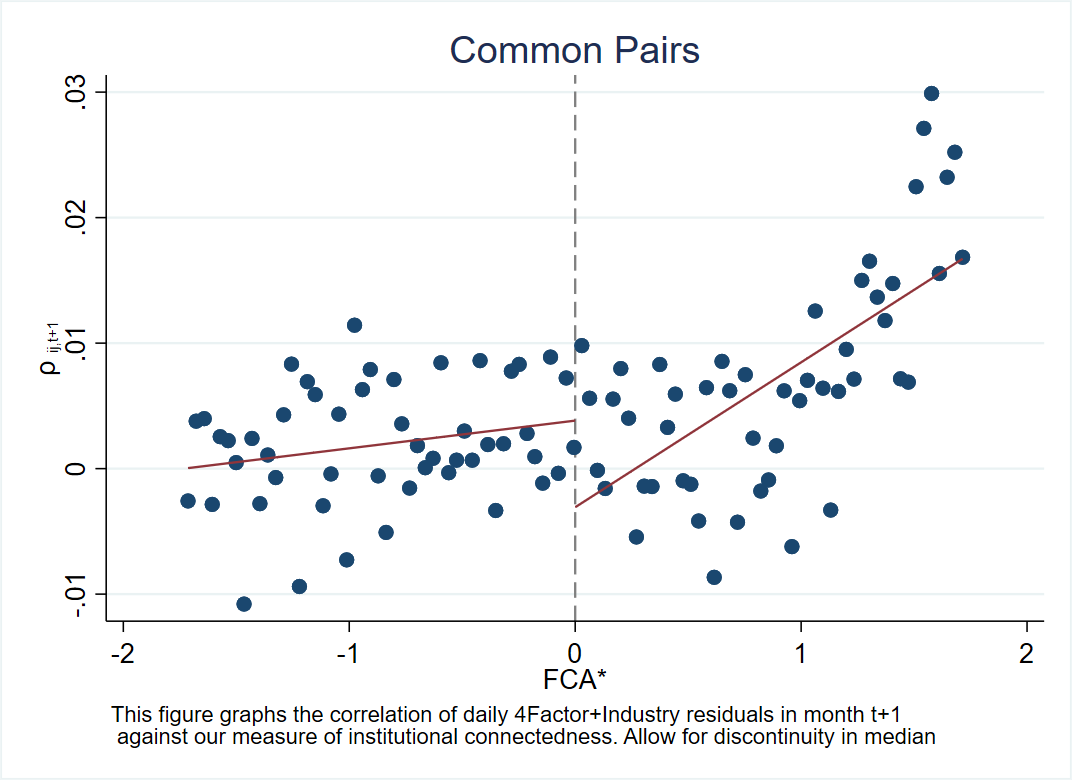 Common Pairs
.03
.02
.01
0
-.01
ρ ij,t+1
-2 -1 0 1 2
FCA*
This figure graphs the correlation of daily 4Factor+Industry residuals in month t+1
against our measure of institutional connectedness. Allow for discontinuity in median